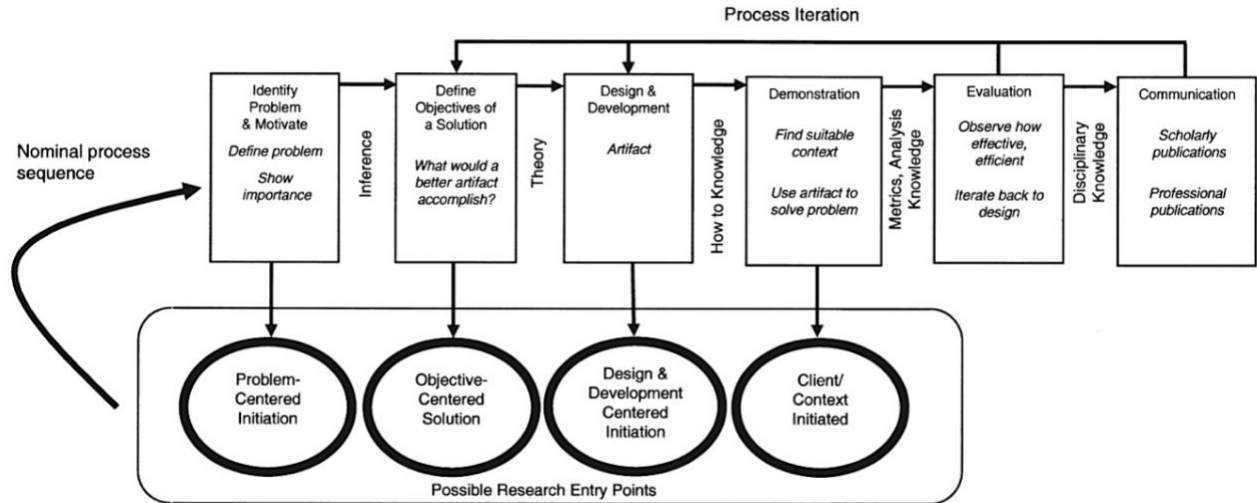 Process Iteration
Nominal process
sequence
Identify
Problem
& Motivate
Define problem
Show
importance
Inference
Define
Objectives of
a Solution
What would a
better artifact
accomplish?
Theory
Design &
Development
Artifact
How to Knowledge
Demonstration
Find suitable
context
Use artifact to
solve problem
Metrics, Analysis
Knowledge
Evaluation
Observe how
effective,
efficient
Iterate back to
design
Disciplinary
Knowledge
Communication
Scholarly
publications
Professional
publications
Problem-
Centered
Initiation
Objective-
Centered
Solution
Design &
Development
Centered
Initiation
Client/
Context
Initiated
Possible Research Entry Points